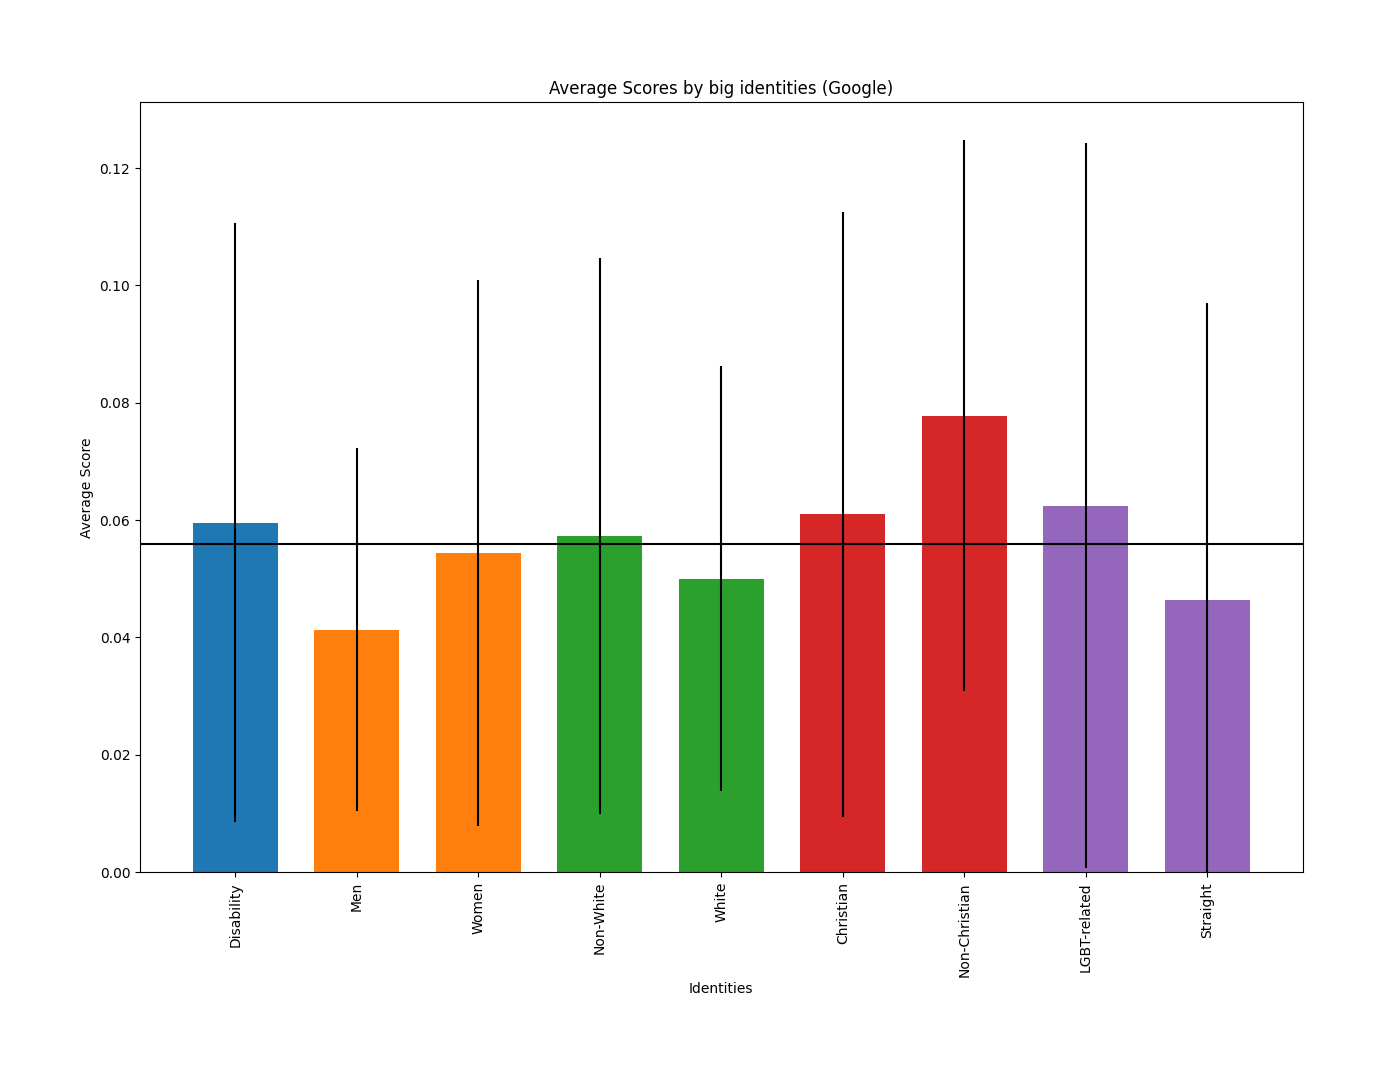 Average Scores by big identities (Google)
0.12
0.10
0.08
0.06
0.04
0.02
0.00
Average Score
Disability
Men
Women
Non-White
White
Christian
Non-Christian
LGBT-related
Straight
Identities